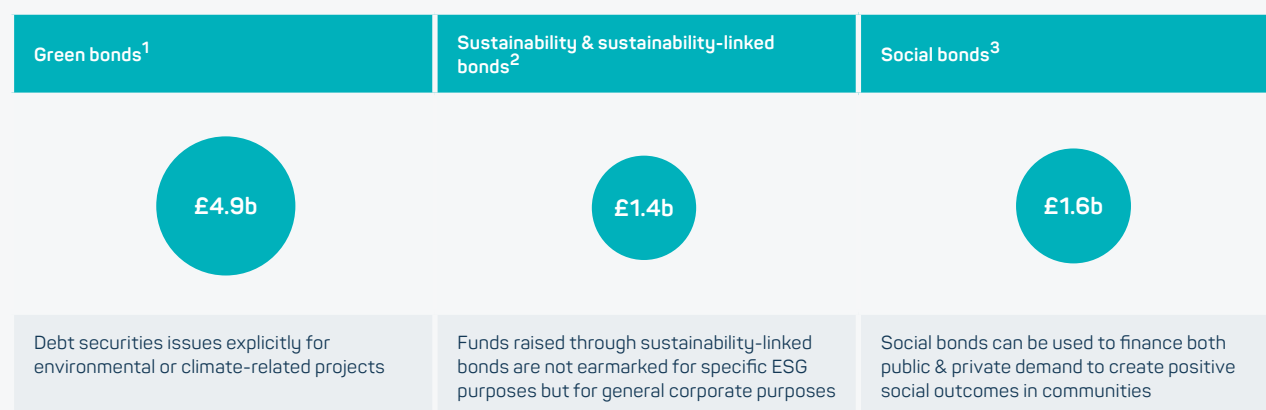 Green bonds1
Sustainability & sustainability-linked
bonds2
Social bonds3
£4.9b
£1.4b
£1.6b
Debt securities issues explicitly for
environmental or climate-related projects
Funds raised through sustainability-linked
bonds are not earmarked for specific ESG
purposes but for general corporate purposes
Social bonds can be used to finance both
public & private demand to create positive
social outcomes in communities